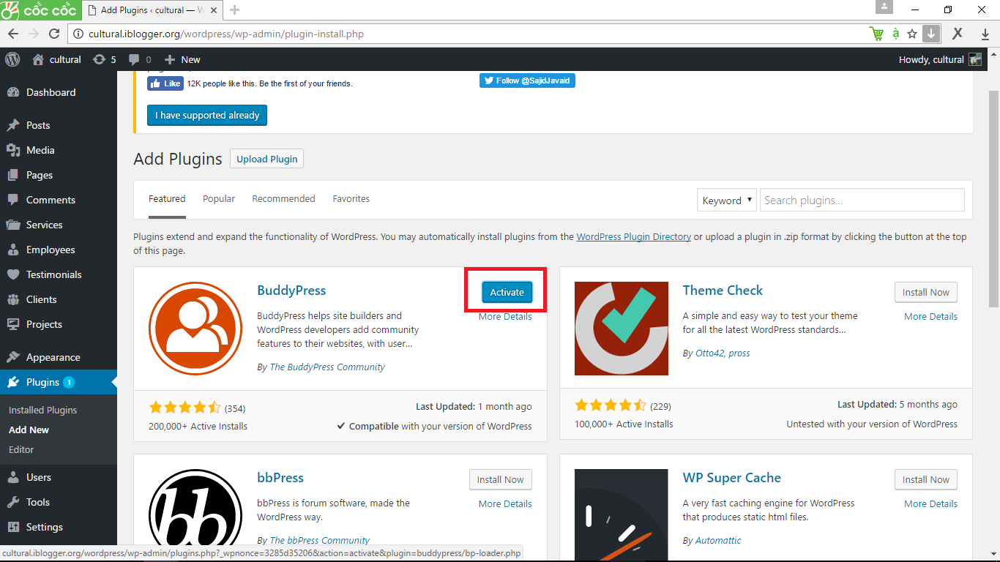 cốc cốc
Add Plugins ‹ cultural — W
cultural.iblogger.org/wordpress/wp-admin/plugin-install.php
cultural 5 0 New
Howdy, cultural
Like 12K people like this. Be the first of your friends.
Follow @SajidJavaid
I have supported already
Dashboard
Posts
Media
Pages
Comments
Services
Employees
Testimonials
Clients
Projects
Appearance
Plugins 1
Installed Plugins
Add New
Editor
Users
Tools
Settings
Add Plugins
Upload Plugin
Featured Popular Recommended Favorites
Keyword
Search plugins...
Plugins extend and expand the functionality of WordPress. You may automatically install plugins from the WordPress Plugin Directory or upload a plugin in .zip format by clicking the button at the top
of this page.
BuddyPress
Activate
More Details
BuddyPress helps site builders and
WordPress developers add community
features to their websites, with user...
By The BuddyPress Community
(354)
200,000+ Active Installs
Last Updated: 1 month ago
Compatible with your version of WordPress
Theme Check
Install Now
More Details
A simple and easy way to test your theme
for all the latest WordPress standards...
By Otto42, pross
(229)
100,000+ Active Installs
Last Updated: 5 months ago
Untested with your version of WordPress
bb
bbPress
Install Now
More Details
bbPress is forum software, made the
WordPress way.
By The bbPress Community
WP Super Cache
Install Now
More Details
A very fast caching engine for WordPress
that produces static html files.
By Automattic
cultural.iblogger.org/wordpress/wp-admin/plugins.php?_wpnonce=3285d35206&action=activate&plugin=buddypress/bp-loader.php